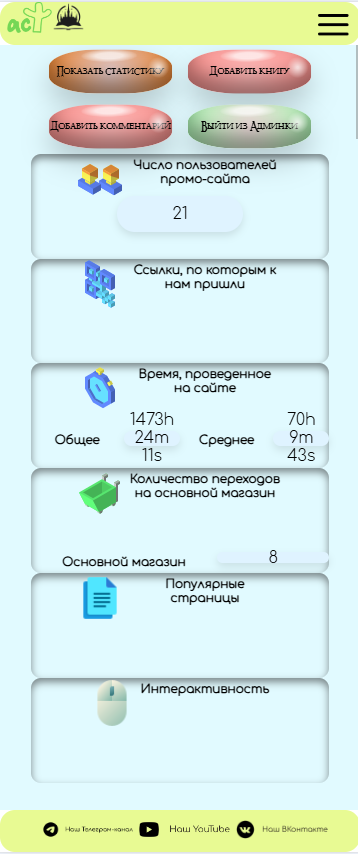 аст
Показать статистику
Добавить книгу
Добавить комментарий
Выйти из Админки
Число пользователей
промо-сайта
21
Ссылки, по которым к
нам пришли
Время, проведенное
на сайте
Общее
1473h
24m
11s
Среднее
70h
9m
43s
Количество переходов
на основной магазин
Основной магазин
8
Популярные
страницы
Интерактивность
Наш Телеграм-канал
Наш YouTube
Наш ВКонтакте